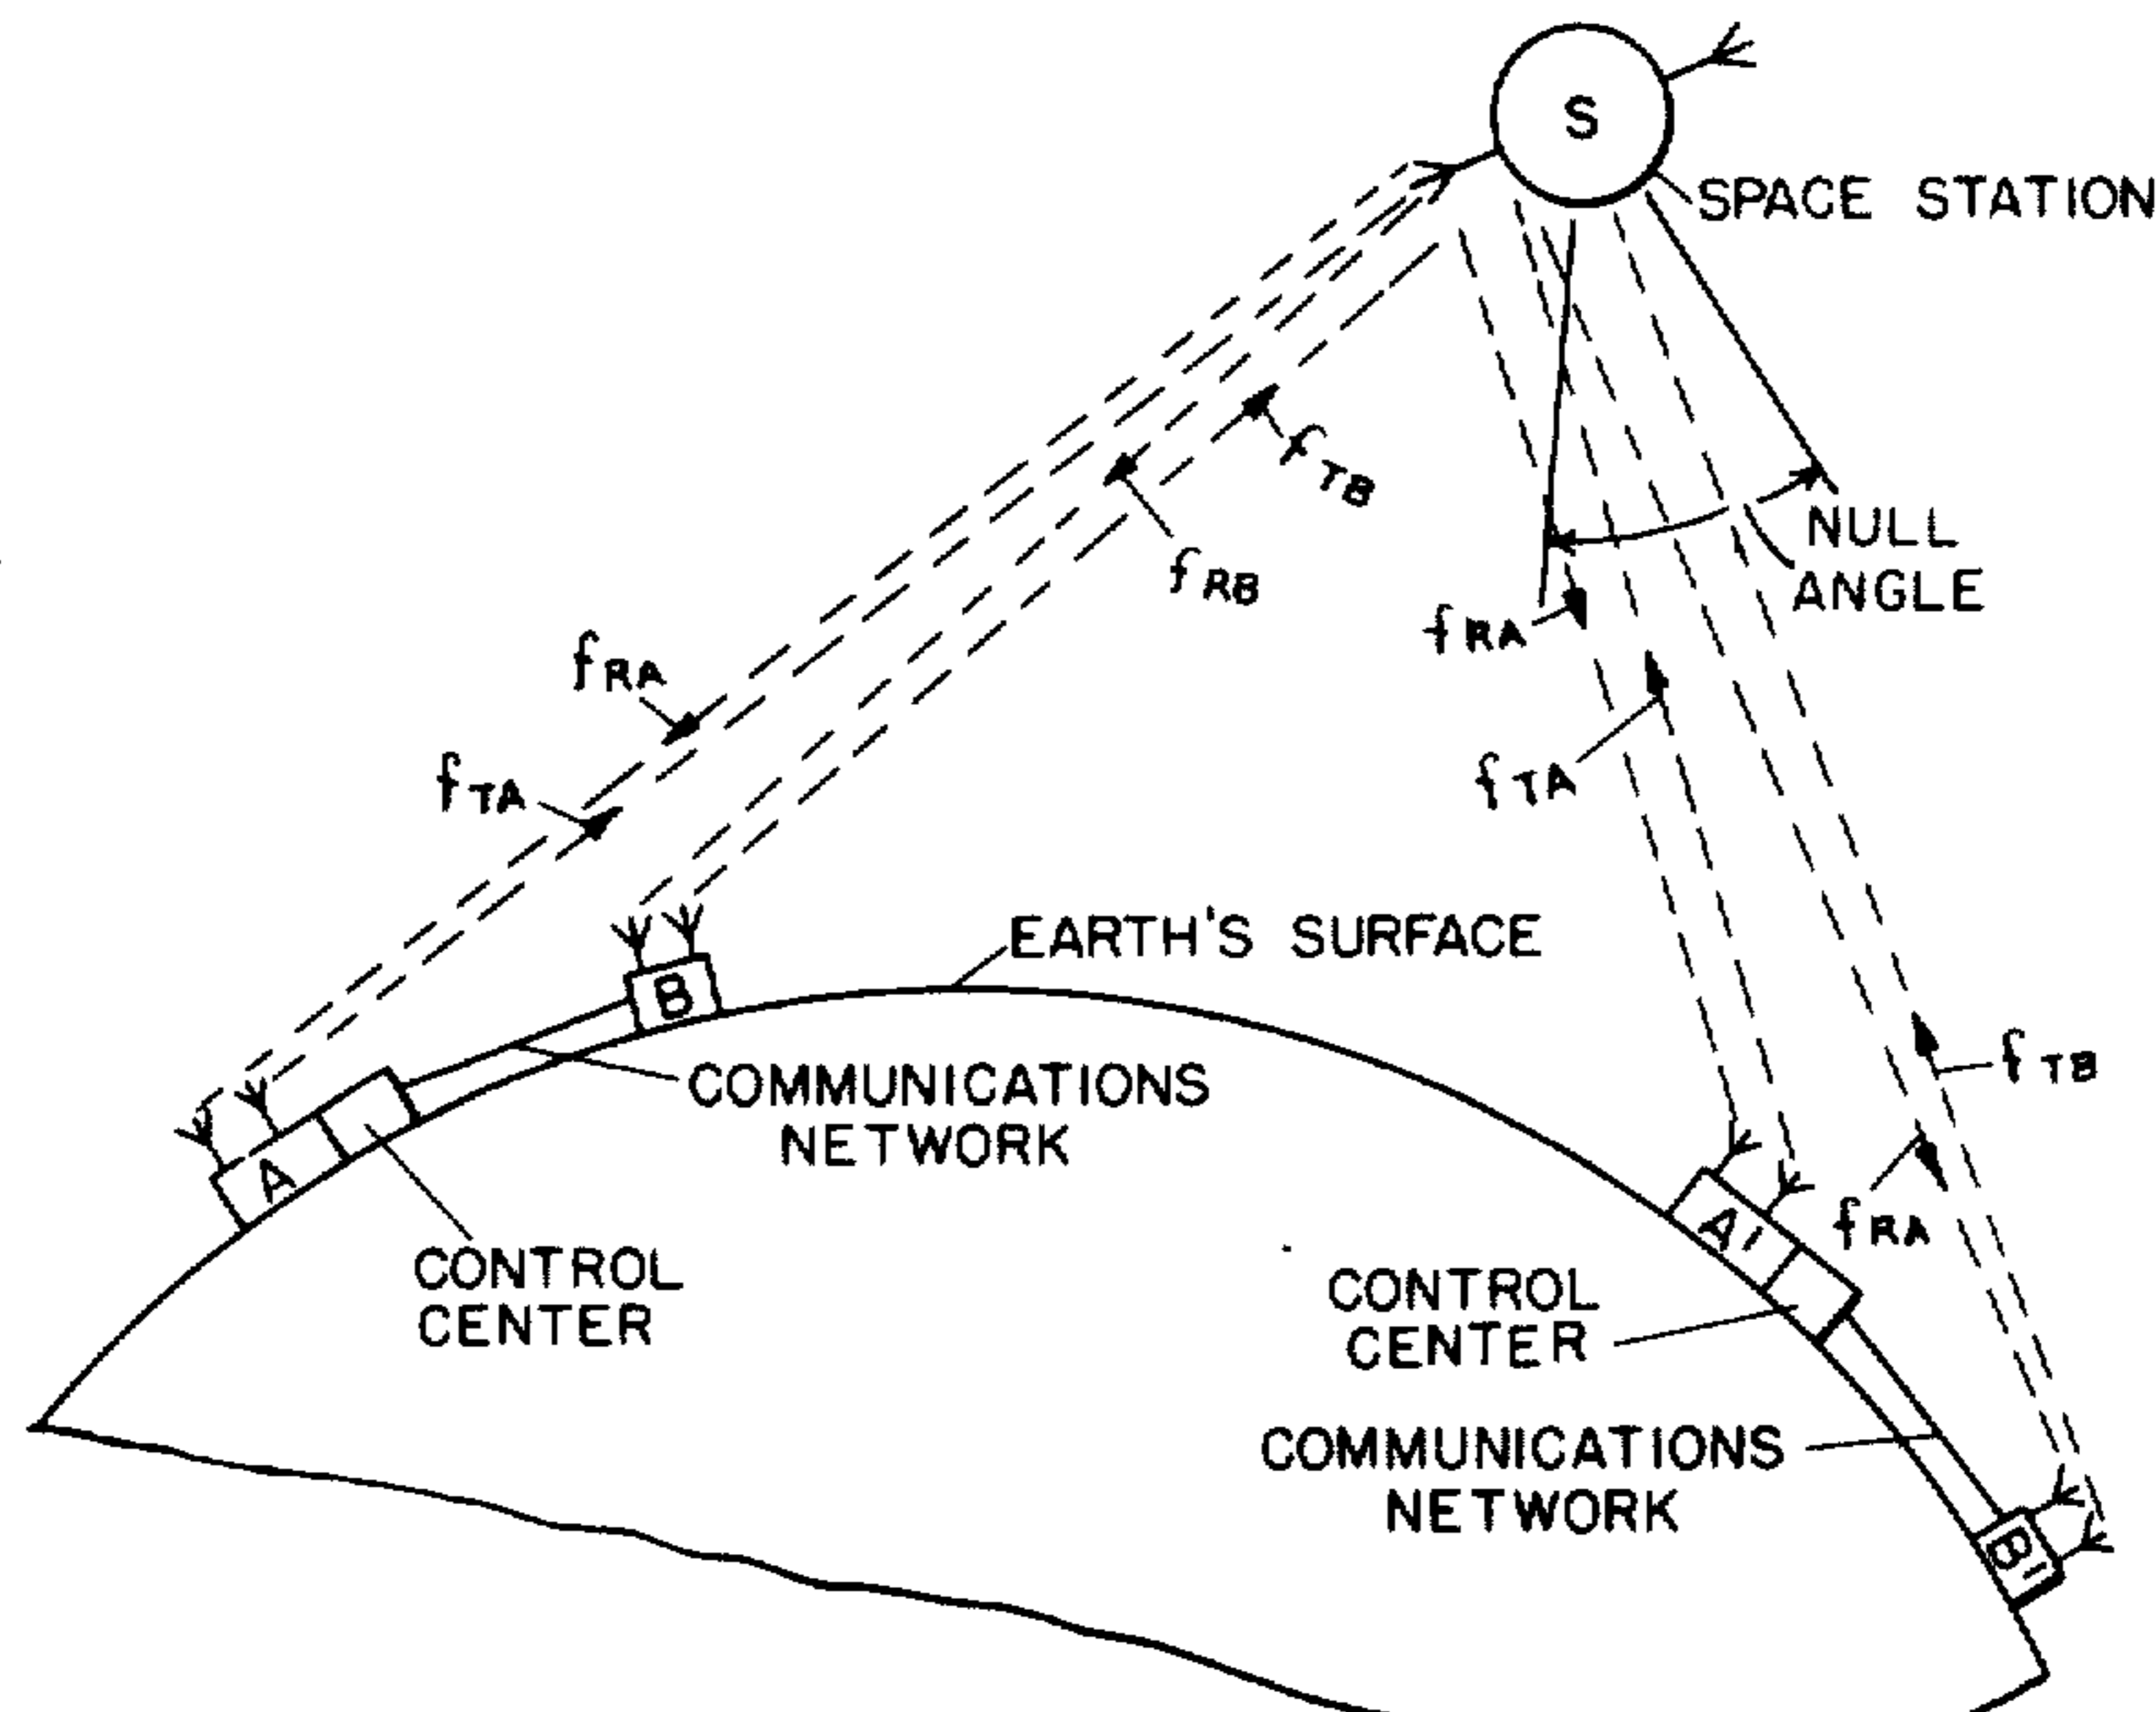 S
SPACE STATION
fTB
NULL
ANGLE
fRB
fRA
fRA
fTA
fTA
EARTH'S SURFACE
B
COMMUNICATIONS
NETWORK
fTB
A
A'
fRA
CONTROL
CENTER
CONTROL
CENTER
COMMUNICATIONS
NETWORK
B'